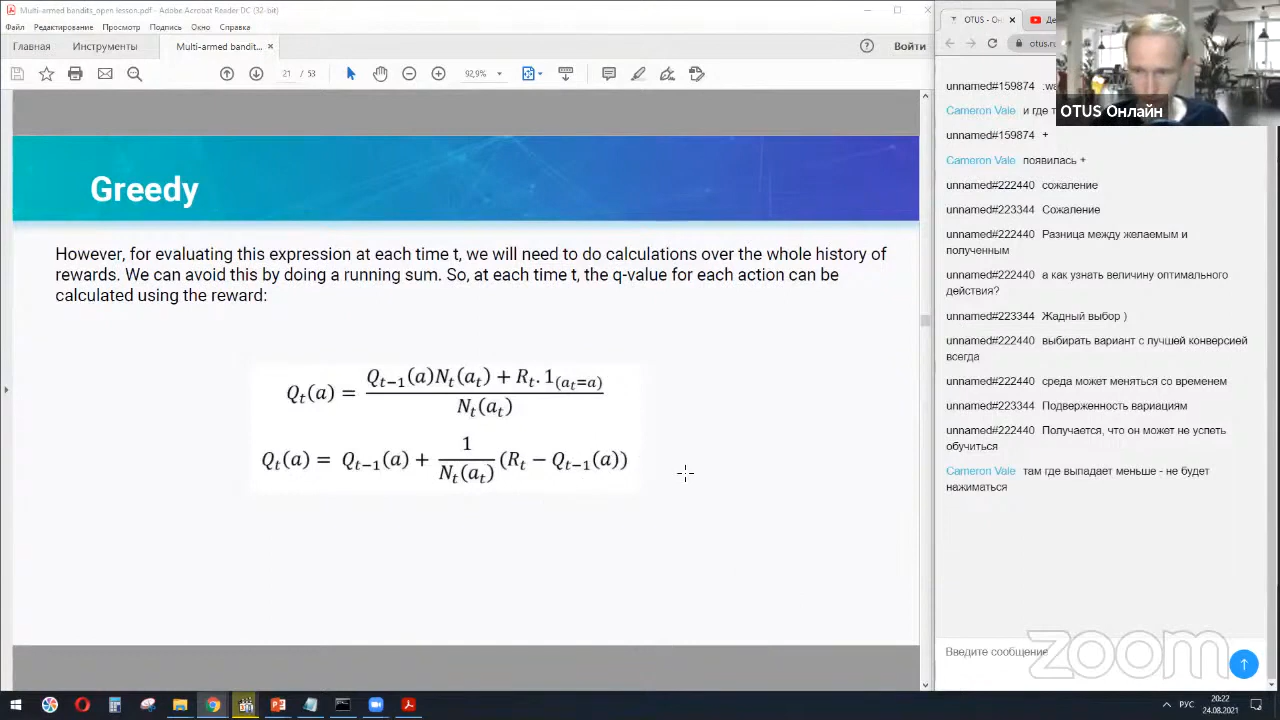 Multi-armed bandits_open lesson.pdf - Adobe Acrobat Reader DC (32-bit)
Файл Редактирование Просмотр Подпись Окно Справка
Главная Инструменты Multi-armed bandit... × Войти
21 / 53 92,9%
Greedy
However, for evaluating this expression at each time t, we will need to do calculations over the whole history of
rewards. We can avoid this by doing a running sum. So, at each time t, the q-value for each action can be
calculated using the reward:
Qt(a) = Qt−1(a)Nt(at) + Rt. 1(at=a) / Nt(at)
Qt(a) = Qt−1(a) + 1 / Nt(at) (Rt − Qt−1(a))
OTUS - Он ×
otus.ru
OTUS Онлайн
unnamed#159874
Cameron Vale и где
unnamed#159874 +
Cameron Vale появилась +
unnamed#222440 сожаление
unnamed#223344 Сожаление
unnamed#222440 Разница между желаемым и
полученным
unnamed#222440 а как узнать величину оптимального
действия?
unnamed#223344 Жадный выбор )
unnamed#222440 выбирать вариант с лучшей конверсией
всегда
unnamed#222440 среда может меняться со временем
unnamed#223344 Подверженность вариациям
unnamed#222440 Получается, что он может не успеть
обучиться
Cameron Vale там где выпадает меньше - не будет
нажиматься
Введите сообщение
zoom
РУС
20:22
24.08.2021